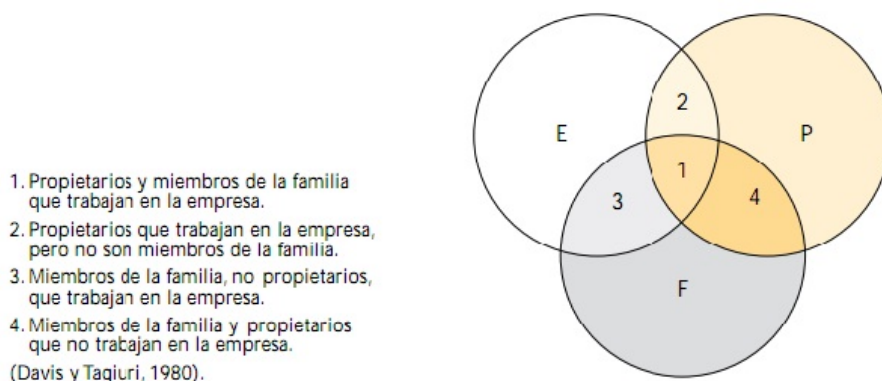 E
P
F
2
1
3
4
1. Propietarios y miembros de la familia
que trabajan en la empresa.
2. Propietarios que trabajan en la empresa,
pero no son miembros de la familia.
3. Miembros de la familia, no propietarios,
que trabajan en la empresa.
4. Miembros de la familia y propietarios
que no trabajan en la empresa.
(Davis y Tagiuri, 1980).